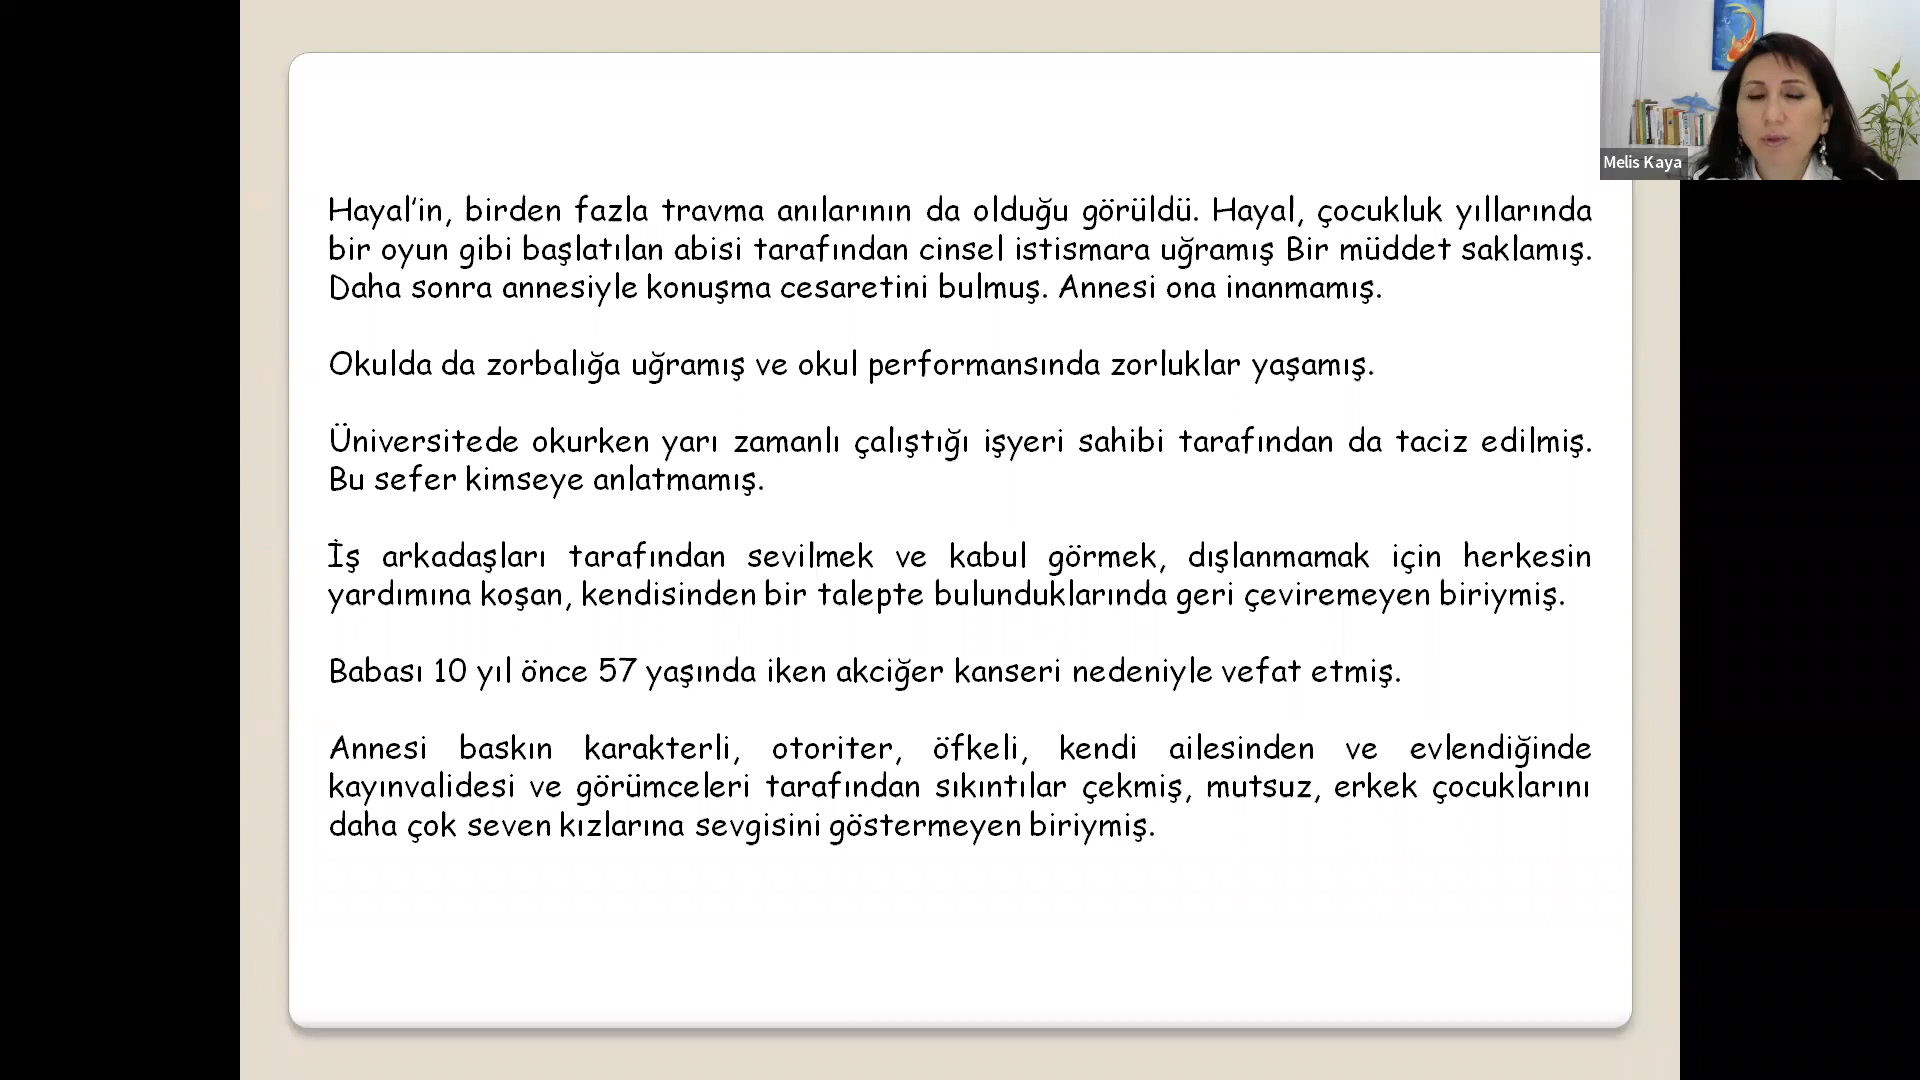 Melis Kaya
Hayal’in, birden fazla travma anılarının da olduğu görüldü. Hayal, çocukluk yıllarında
bir oyun gibi başlatılan abisi tarafından cinsel istismara uğramış Bir müddet saklamış.
Daha sonra annesiyle konuşma cesaretini bulmuş. Annesi ona inanmamış.
Okulda da zorbalığa uğramış ve okul performansında zorluklar yaşamış.
Üniversitede okurken yarı zamanlı çalıştığı işyeri sahibi tarafından da taciz edilmiş.
Bu sefer kimseye anlatmamış.
İş arkadaşları tarafından sevilmek ve kabul görmek, dışlanmamak için herkesin
yardımına koşan, kendisinden bir talepte bulunduklarında geri çeviremeyen biriymiş.
Babası 10 yıl önce 57 yaşında iken akciğer kanseri nedeniyle vefat etmiş.
Annesi baskın karakterli, otoriter, öfkeli, kendi ailesinden ve evlendiğinde
kayınvalidesi ve görümceleri tarafından sıkıntılar çekmiş, mutsuz, erkek çocuklarını
daha çok seven kızlarına sevgisini göstermeyen biriymiş.